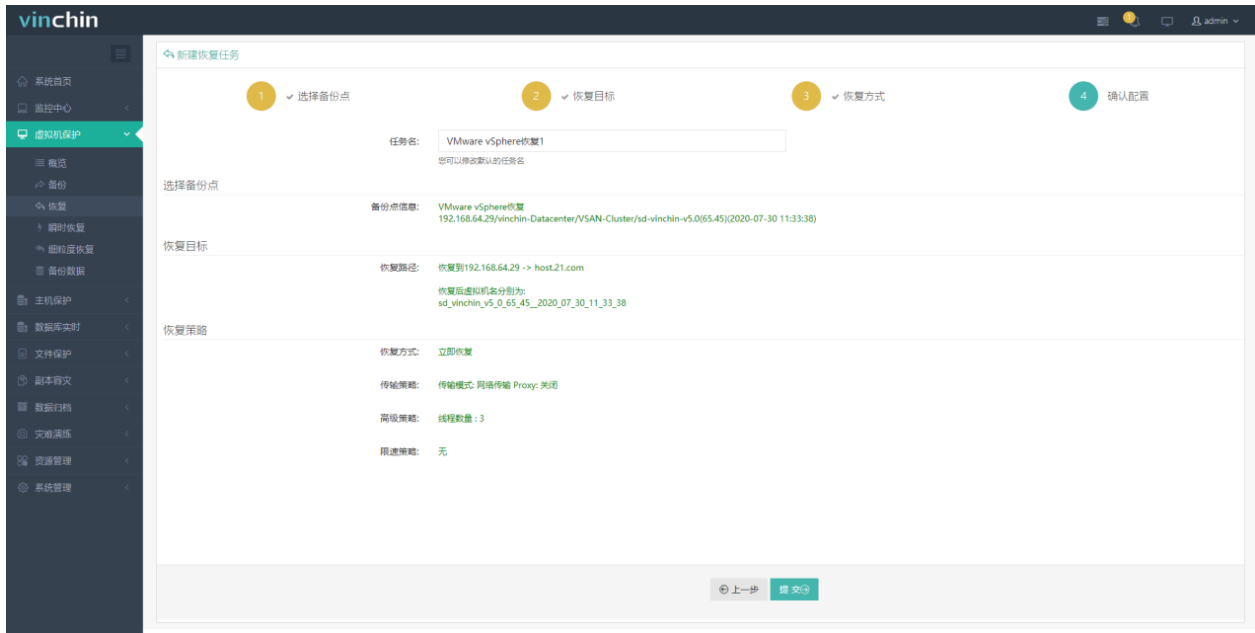 vinchin
1
admin
新建恢复任务
1 选择备份点
2 恢复目标
3 恢复方式
4 确认配置
系统首页
监控中心
虚拟机保护
概览
备份
恢复
瞬时恢复
细粒度恢复
备份数据
主机保护
数据库实时
文件保护
副本容灾
数据归档
灾难演练
资源管理
系统管理
任务名: VMware vSphere恢复1
您可以修改默认的任务名
选择备份点
备份点信息: VMware vSphere恢复
192.168.64.29/vinchin-Datacenter/VSAN-Cluster/sd-vinchin-v5.0(65.45)(2020-07-30 11:33:38)
恢复目标
恢复路径: 恢复到192.168.64.29 -> host.21.com
恢复后虚拟机名分别为:
sd_vinchin_v5_0_65_45__2020_07_30_11_33_38
恢复策略
恢复方式: 立即恢复
传输策略: 传输模式: 网络传输 Proxy: 关闭
高级策略: 线程数量 : 3
限速策略: 无
上一步
提 交